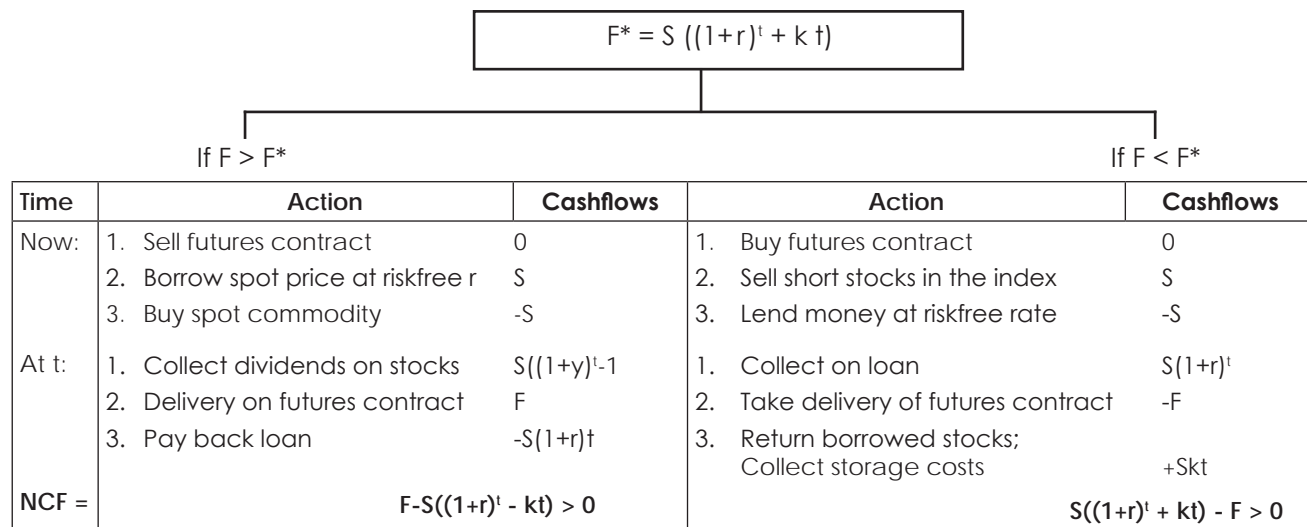 F* = S ((1+r)ᵗ + k t)
If F > F*
If F < F*
Time Action Cashflows Action Cashflows
Now: 1. Sell futures contract 0 1. Buy futures contract 0
2. Borrow spot price at riskfree r S 2. Sell short stocks in the index S
3. Buy spot commodity -S 3. Lend money at riskfree rate -S
At t: 1. Collect dividends on stocks S((1+y)ᵗ-1 1. Collect on loan S(1+r)ᵗ
2. Delivery on futures contract F 2. Take delivery of futures contract -F
3. Pay back loan -S(1+r)t 3. Return borrowed stocks;
Collect storage costs +Skt
NCF = F-S((1+r)ᵗ - kt) > 0 S((1+r)ᵗ + kt) - F > 0